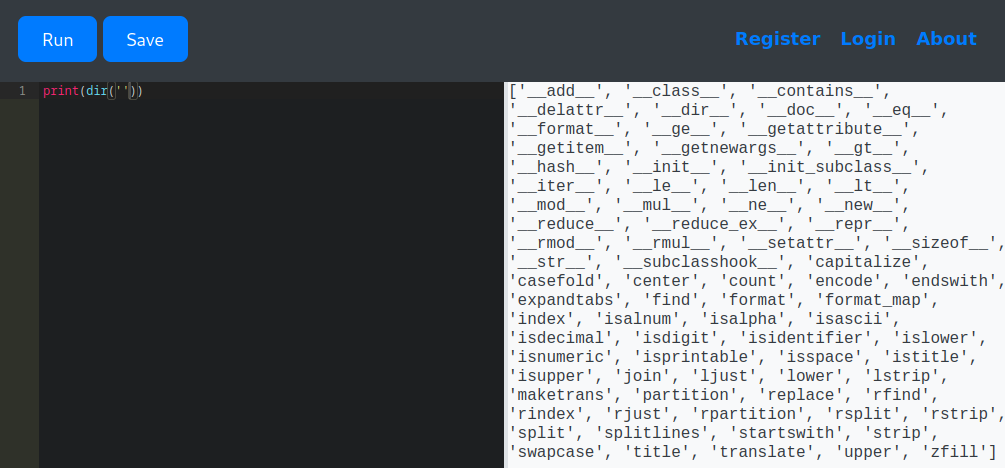 Run Save Register Login About
1 print(dir(''))
['__add__', '__class__', '__contains__',
'__delattr__', '__dir__', '__doc__', '__eq__',
'__format__', '__ge__', '__getattribute__',
'__getitem__', '__getnewargs__', '__gt__',
'__hash__', '__init__', '__init_subclass__',
'__iter__', '__le__', '__len__', '__lt__',
'__mod__', '__mul__', '__ne__', '__new__',
'__reduce__', '__reduce_ex__', '__repr__',
'__rmod__', '__rmul__', '__setattr__', '__sizeof__',
'__str__', '__subclasshook__', 'capitalize',
'casefold', 'center', 'count', 'encode', 'endswith',
'expandtabs', 'find', 'format', 'format_map',
'index', 'isalnum', 'isalpha', 'isascii',
'isdecimal', 'isdigit', 'isidentifier', 'islower',
'isnumeric', 'isprintable', 'isspace', 'istitle',
'isupper', 'join', 'ljust', 'lower', 'lstrip',
'maketrans', 'partition', 'replace', 'rfind',
'rindex', 'rjust', 'rpartition', 'rsplit', 'rstrip',
'split', 'splitlines', 'startswith', 'strip',
'swapcase', 'title', 'translate', 'upper', 'zfill']